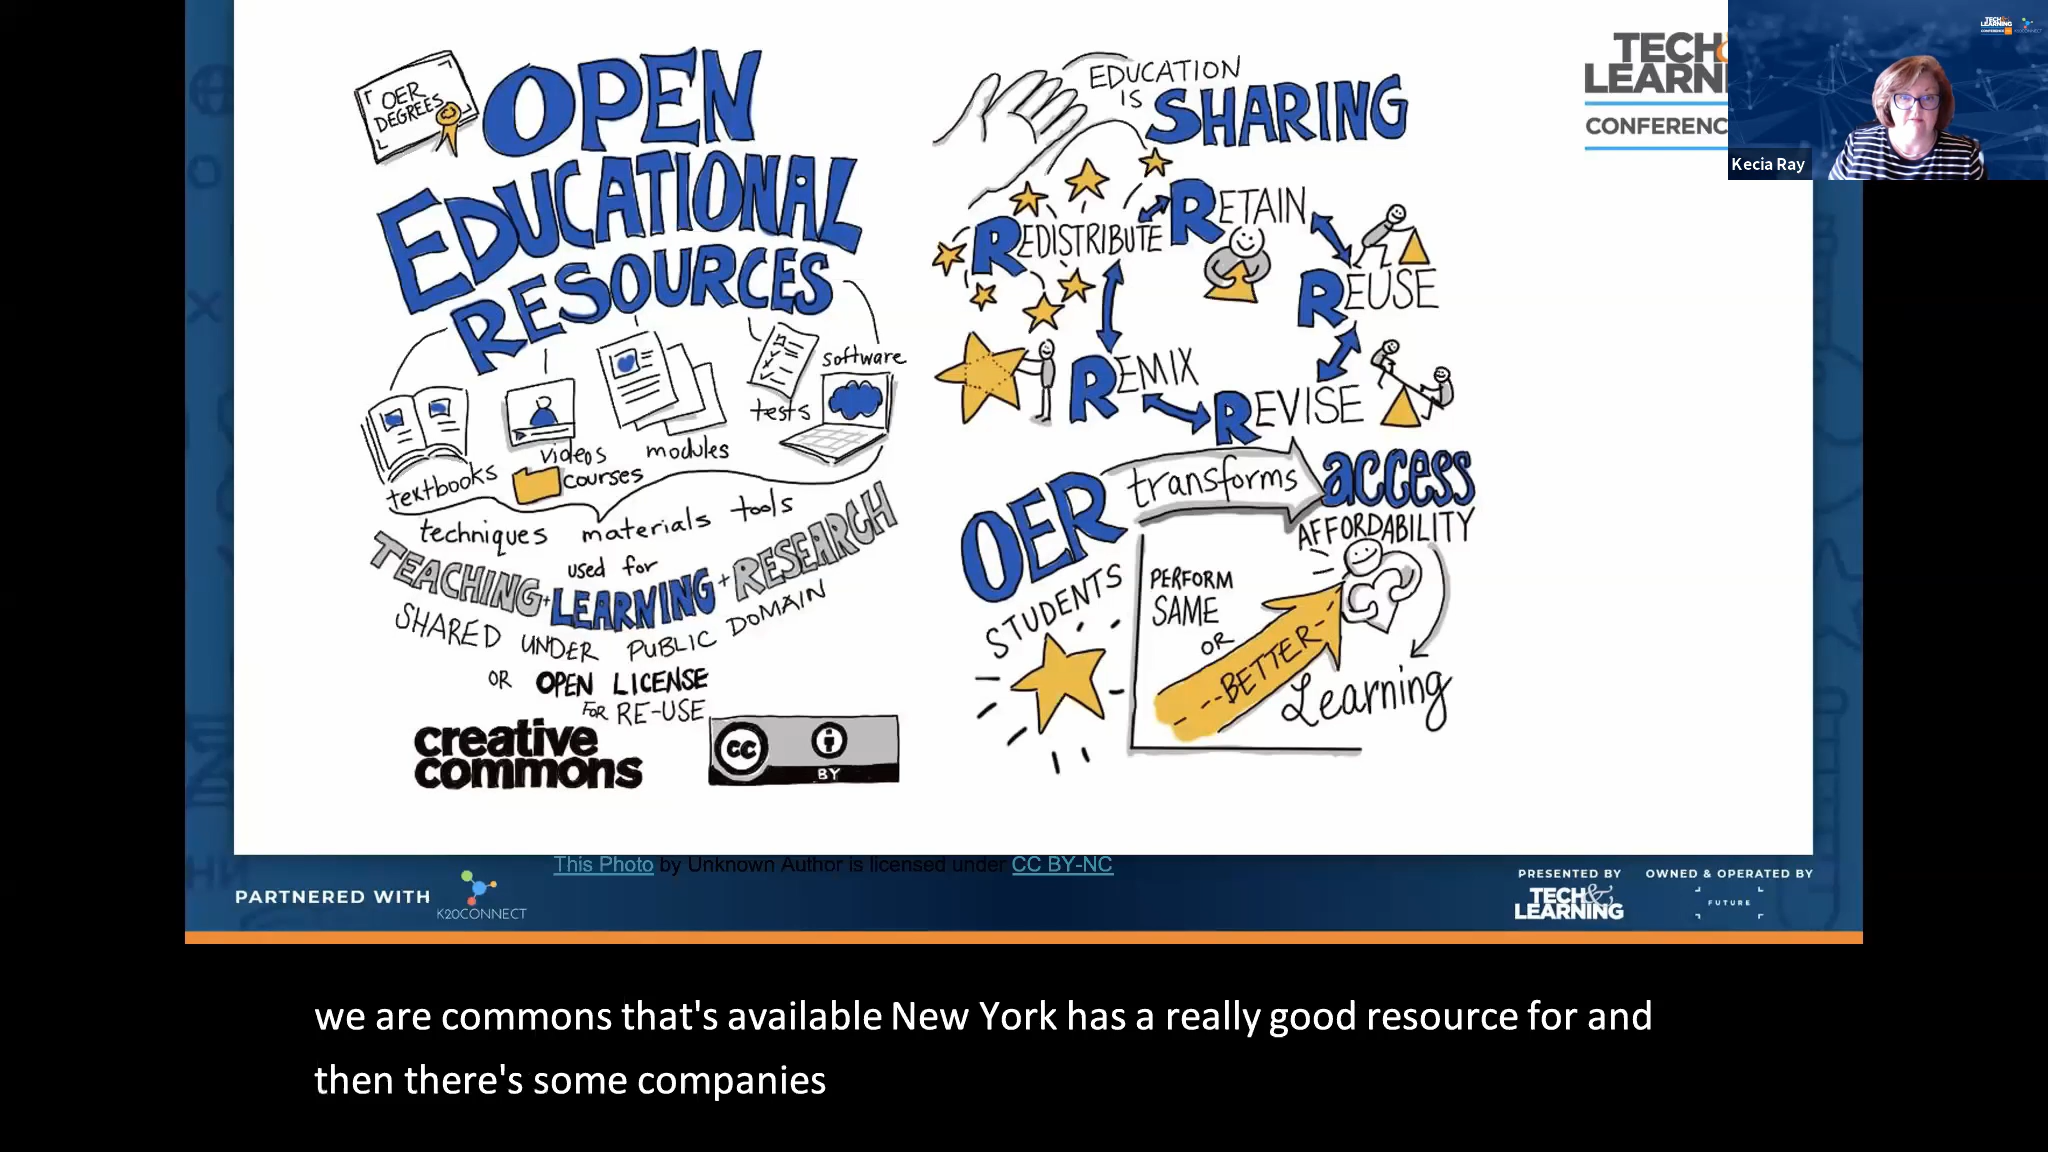 OER
DEGREES
OPEN
EDUCATIONAL
RESOURCES
software
tests
videos
modules
textbooks
courses
techniques materials tools
used for
TEACHING + LEARNING + RESEARCH
SHARED UNDER PUBLIC DOMAIN
OR OPEN LICENSE
FOR RE-USE
creative
commons
cc
BY
EDUCATION
IS SHARING
REDISTRIBUTE
RETAIN
REUSE
REMIX
REVISE
OER transforms access
AFFORDABILITY
STUDENTS
PERFORM
SAME
OR
BETTER
Learning
TECH
LEARNI
CONFERENC
TECH&
LEARNING
CONFERENCE
K20CONNECT
Kecia Ray
This Photo by Unknown Author is licensed under CC BY-NC
PARTNERED WITH
K20CONNECT
PRESENTED BY
TECH&
LEARNING
OWNED & OPERATED BY
FUTURE
we are commons that's available New York has a really good resource for and
then there's some companies